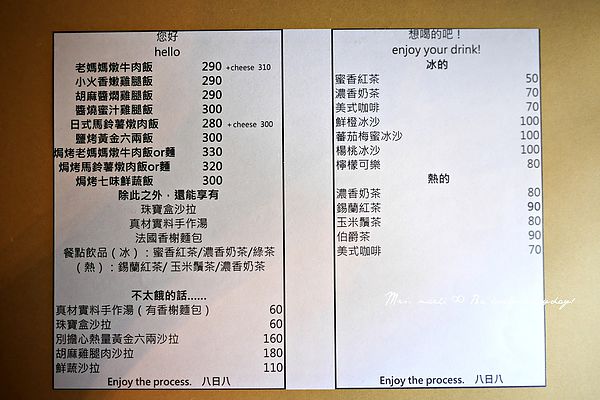 您好
hello
老媽媽燉牛肉飯 290 +cheese 310
小火香嫩雞腿飯 290
胡麻醬燜雞腿飯 290
醬燒蜜汁雞腿飯 300
日式馬鈴薯燉肉飯 280 +cheese 300
鹽烤黃金六兩飯 300
焗烤老媽媽燉牛肉飯or麵 330
焗烤馬鈴薯燉肉飯or麵 320
焗烤七味鮮蔬飯 300
除此之外，還能享有
珠寶盒沙拉
真材實料手作湯
法國香榭麵包
餐點飲品（冰）：蜜香紅茶/濃香奶茶/綠茶
（熱）：錫蘭紅茶/ 玉米鬚茶/濃香奶茶
不太餓的話......
真材實料手作湯（有香榭麵包） 60
珠寶盒沙拉 60
別擔心熱量黃金六兩沙拉 160
胡麻雞腿肉沙拉 180
鮮蔬沙拉 110
Enjoy the process. 八日八
想喝的吧！
enjoy your drink!
冰的
蜜香紅茶 50
濃香奶茶 70
美式咖啡 70
鮮橙冰沙 100
蕃茄梅蜜冰沙 100
楊桃冰沙 100
檸檬可樂 80
熱的
濃香奶茶 80
錫蘭紅茶 90
玉米鬚茶 80
伯爵茶 90
美式咖啡 70
Enjoy the process. 八日八